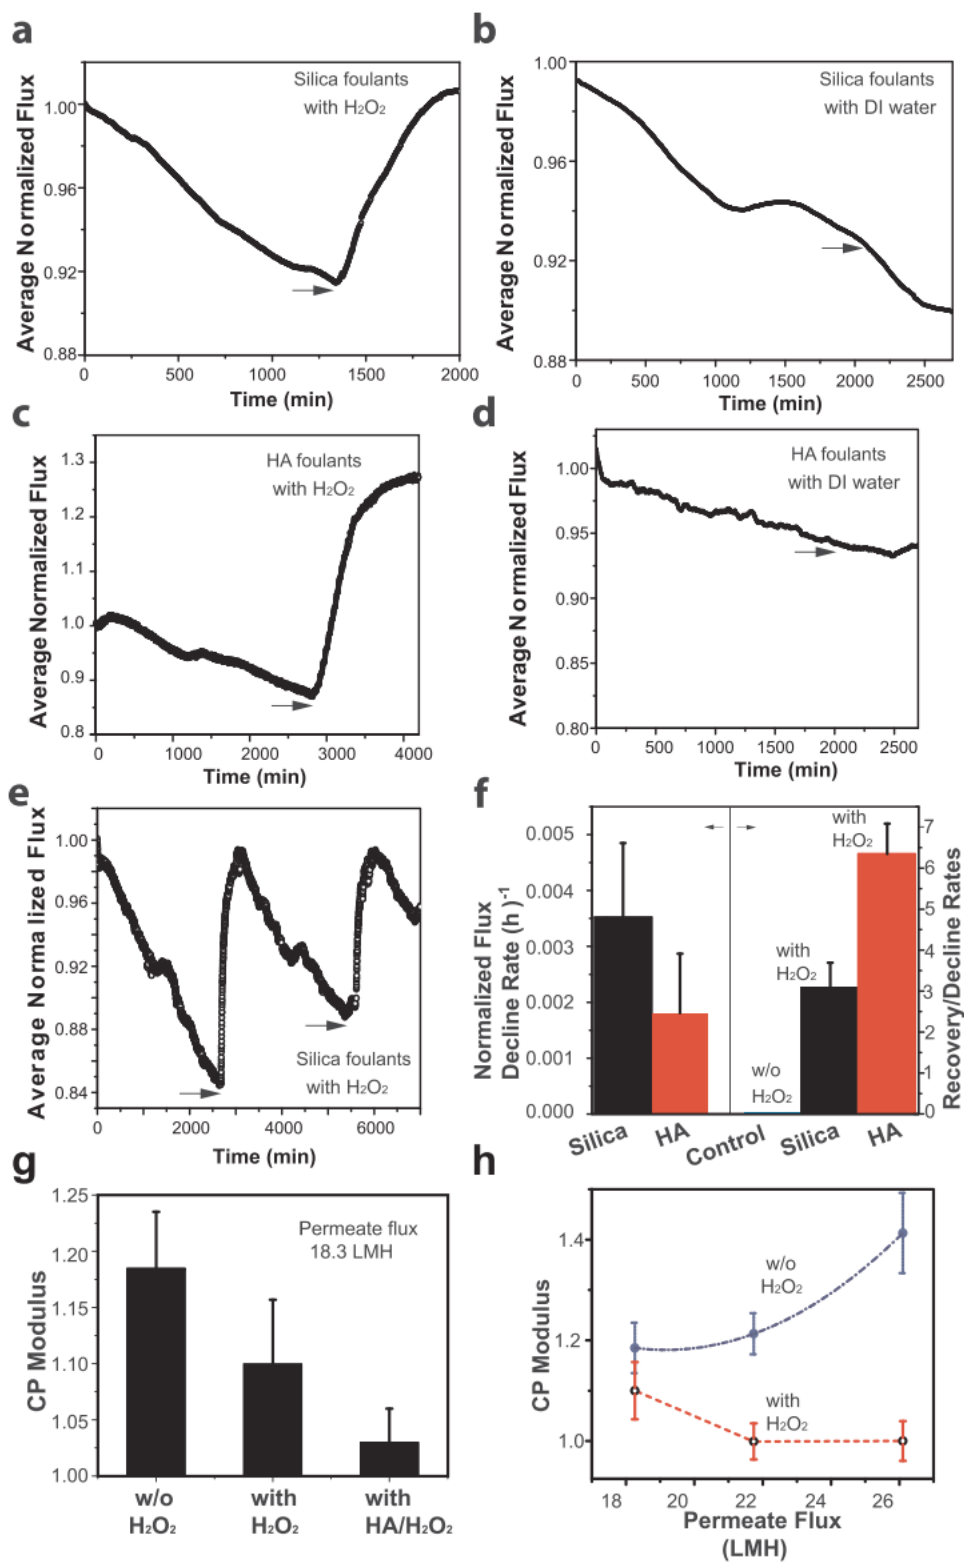 a
Average Normalized Flux
1.00
0.96
0.92
0.88
Silica foulants
with H₂O₂
0
500
1000
1500
2000
Time (min)
b
Average Normalized Flux
1.00
0.96
0.92
0.88
Silica foulants
with DI water
0
500
1000
1500
2000
2500
Time (min)
c
Average Normalized Flux
1.3
1.2
1.1
1.0
0.9
0.8
HA foulants
with H₂O₂
0
1000
2000
3000
4000
Time (min)
d
Average Normalized Flux
1.00
0.95
0.90
0.85
0.80
HA foulants
with DI water
0
500
1000
1500
2000
2500
Time (min)
e
Average Normalized Flux
1.00
0.96
0.92
0.88
0.84
Silica foulants
with H₂O₂
0
2000
4000
6000
Time (min)
f
Normalized Flux
Decline Rate (h )⁻¹
0.005
0.004
0.003
0.002
0.001
0.000
with
H₂O₂
with
H₂O₂
w/o
H₂O₂
7
6
5
4
3
2
1
0
Recovery/Decline Rates
Silica
HA
Control
Silica
HA
g
CP Modulus
1.25
1.20
1.15
1.10
1.05
1.00
Permeate flux
18.3 LMH
w/o
H₂O₂
with
H₂O₂
with
HA/H₂O₂
h
CP Modulus
1.4
1.2
1.0
w/o
H₂O₂
with
H₂O₂
18
20
22
24
26
Permeate Flux
(LMH)